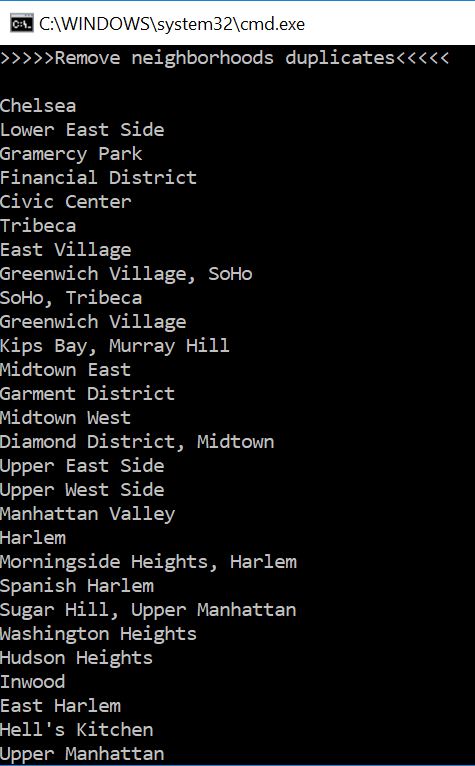 C:\WINDOWS\system32\cmd.exe
>>>>>Remove neighborhoods duplicates<<<<<
Chelsea
Lower East Side
Gramercy Park
Financial District
Civic Center
Tribeca
East Village
Greenwich Village, SoHo
SoHo, Tribeca
Greenwich Village
Kips Bay, Murray Hill
Midtown East
Garment District
Midtown West
Diamond District, Midtown
Upper East Side
Upper West Side
Manhattan Valley
Harlem
Morningside Heights, Harlem
Spanish Harlem
Sugar Hill, Upper Manhattan
Washington Heights
Hudson Heights
Inwood
East Harlem
Hell's Kitchen
Upper Manhattan